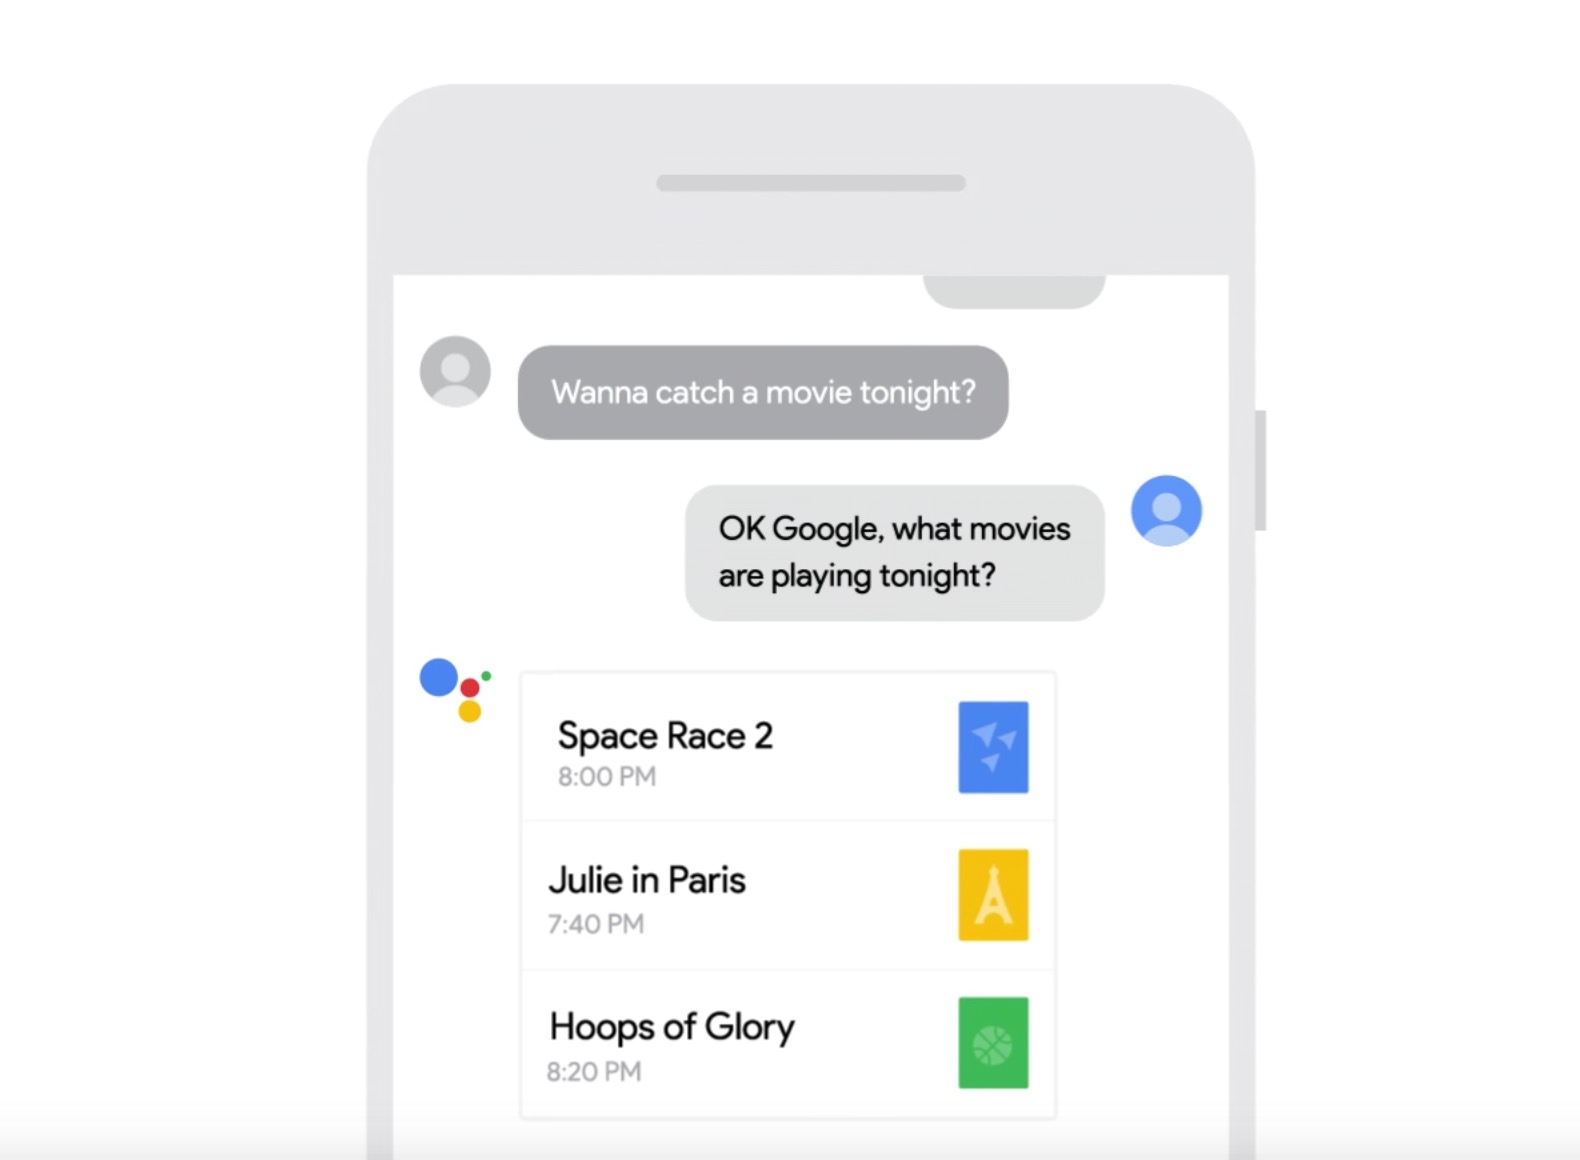 Wanna catch a movie tonight?
OK Google, what movies
are playing tonight?
Space Race 2
8:00 PM
Julie in Paris
7:40 PM
Hoops of Glory
8:20 PM